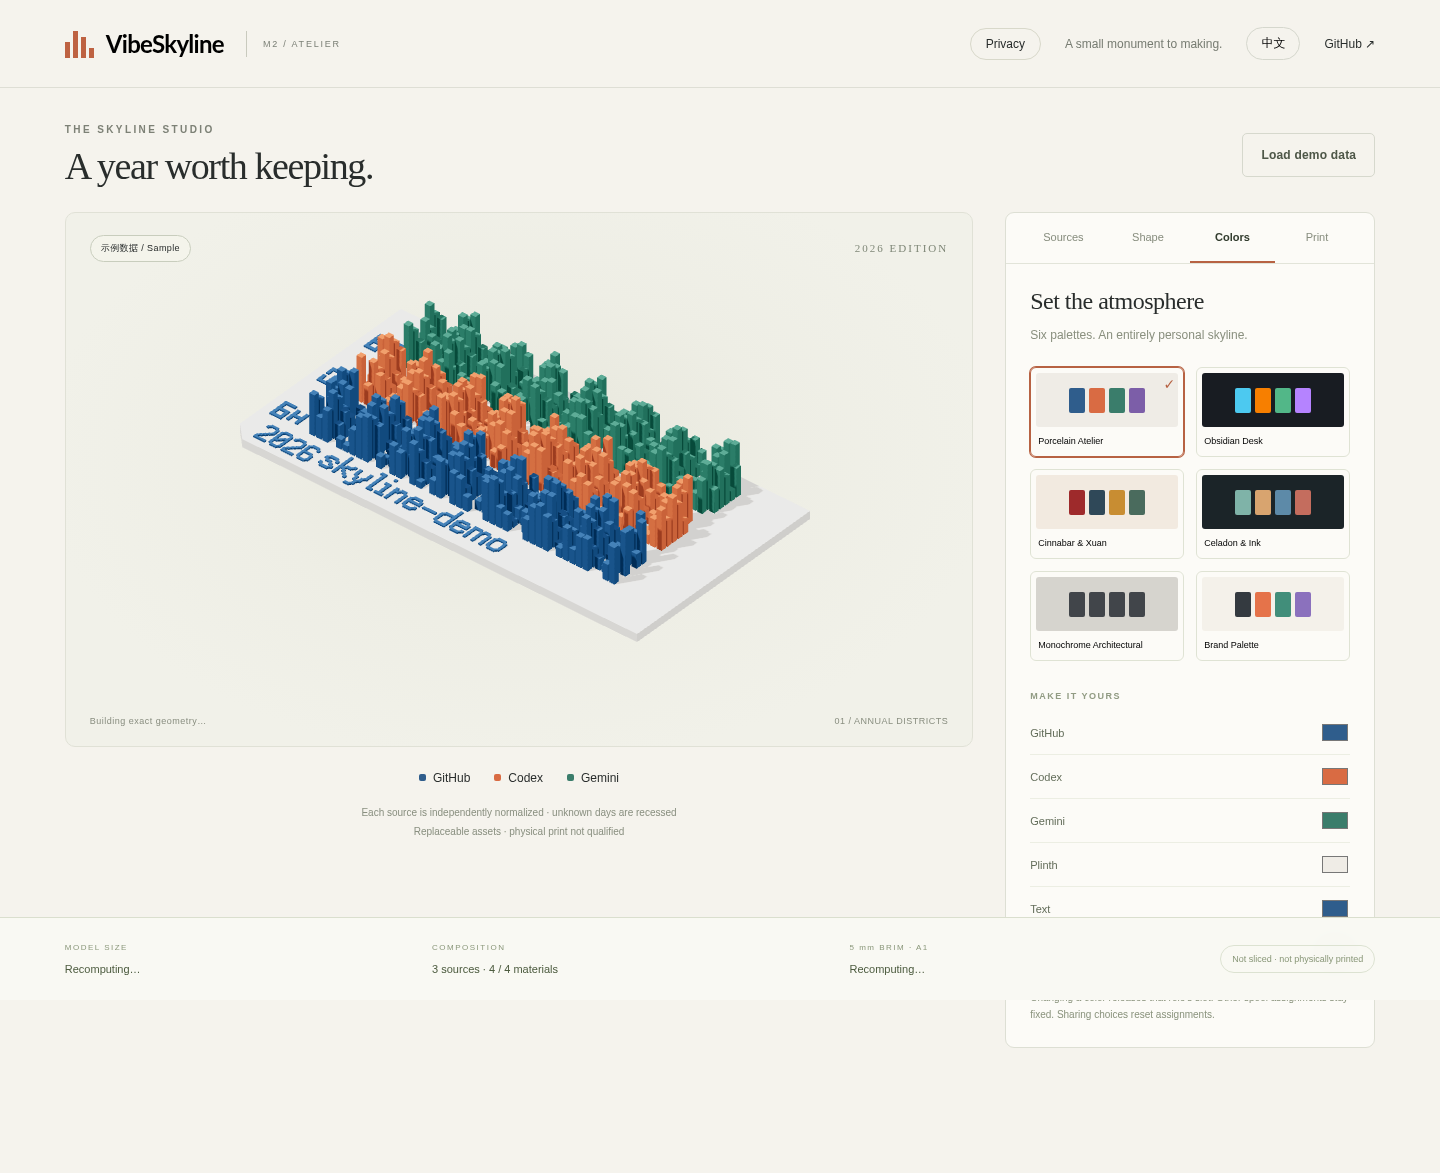 VibeSkyline
M2 / ATELIER
Privacy
A small monument to making.
中文
GitHub ↗
THE SKYLINE STUDIO
A year worth keeping.
Load demo data
示例数据 / Sample
2026 EDITION
GH
2026 skyline-demo
Building exact geometry…
01 / ANNUAL DISTRICTS
GitHub
Codex
Gemini
Each source is independently normalized · unknown days are recessed
Replaceable assets · physical print not qualified
Sources
Shape
Colors
Print
Set the atmosphere
Six palettes. An entirely personal skyline.
✓
Porcelain Atelier
Obsidian Desk
Cinnabar & Xuan
Celadon & Ink
Monochrome Architectural
Brand Palette
MAKE IT YOURS
GitHub
Codex
Gemini
Plinth
Text
fixed. Sharing choices reset assignments.
MODEL SIZE
Recomputing…
COMPOSITION
3 sources · 4 / 4 materials
5 mm BRIM · A1
Recomputing…
Not sliced · not physically printed